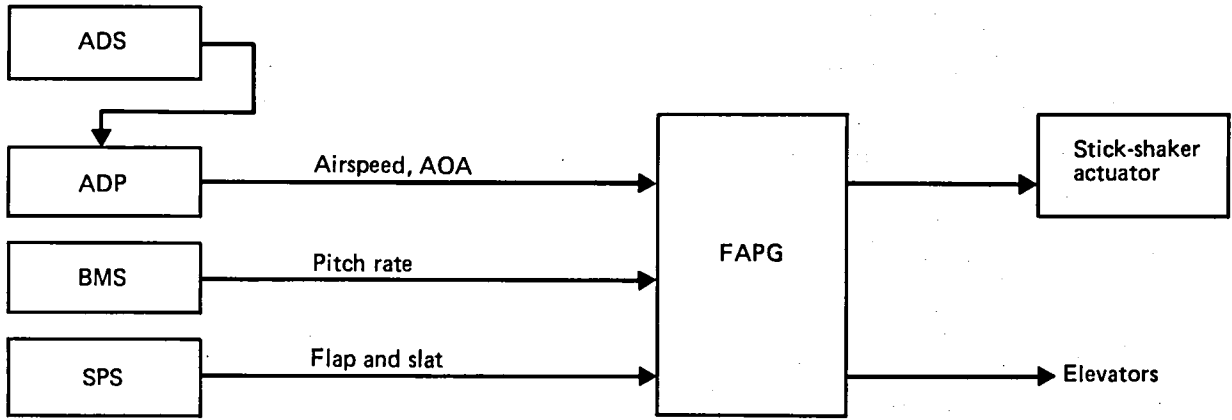 ADS
ADP
Airspeed, AOA
Stick-shaker
actuator
BMS
Pitch rate
FAPG
SPS
Flap and slat
Elevators